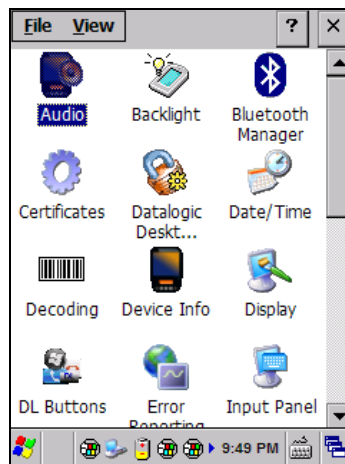 File View ? ×
Audio
Backlight
Bluetooth
Manager
Certificates
Datalogic
Deskt...
Date/Time
Decoding
Device Info
Display
DL Buttons
Error
Reporting
Input Panel
9:49 PM